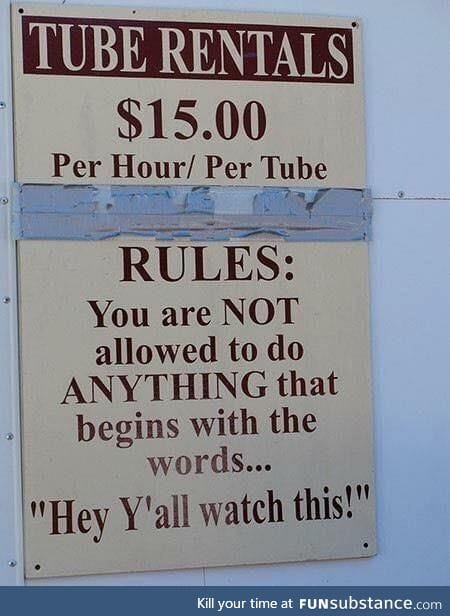 TUBE RENTALS
$15.00
Per Hour/ Per Tube
RULES:
You are NOT
allowed to do
ANYTHING that
begins with the
words...
"Hey Y'all watch this!"
Kill your time at FUNsubstance.com